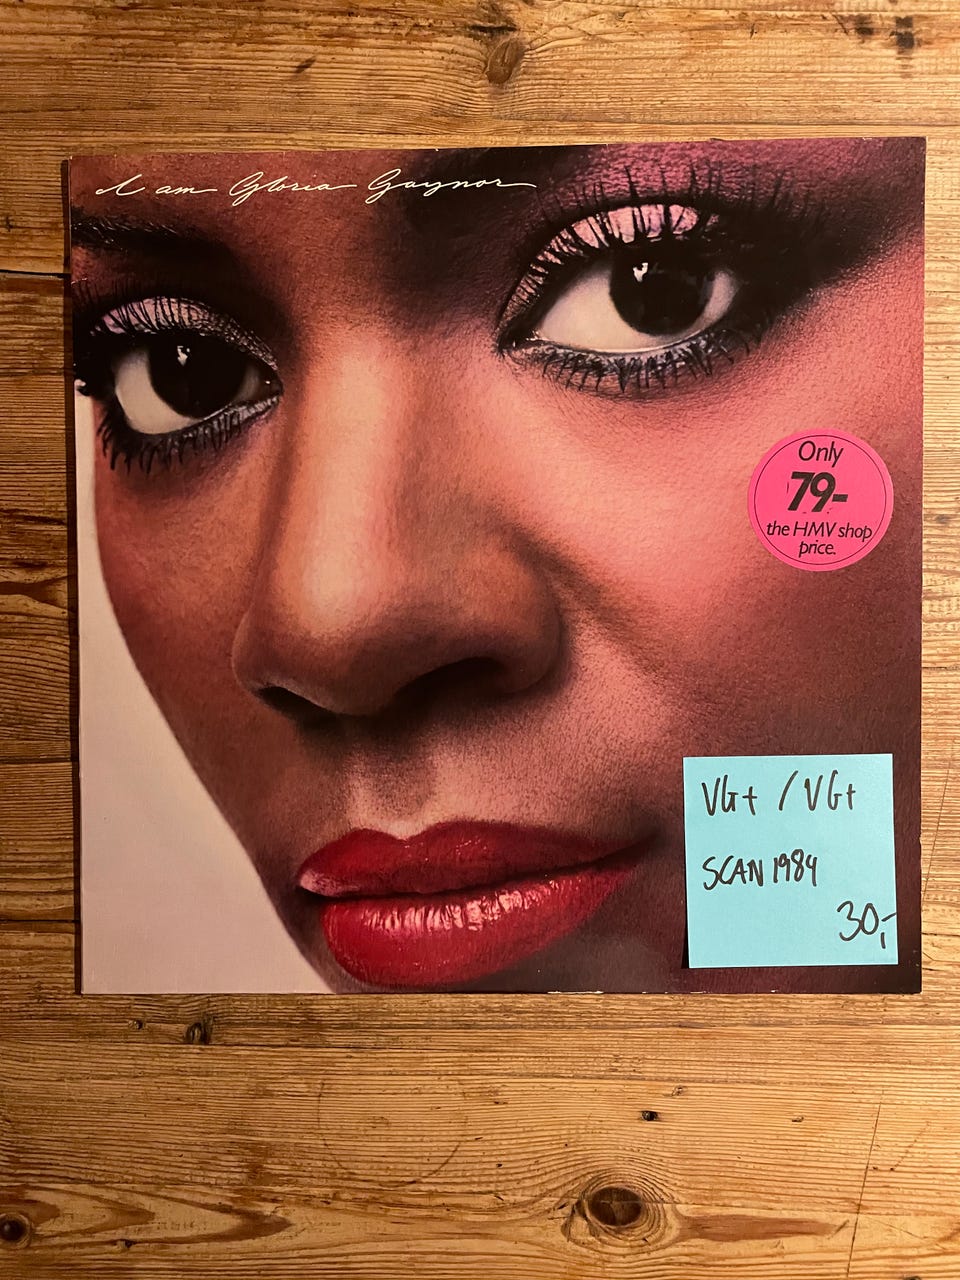 I am Gloria Gaynor
Only
79-
the HMV shop
price.
VG+ / VG+
SCAN 1984
30,-